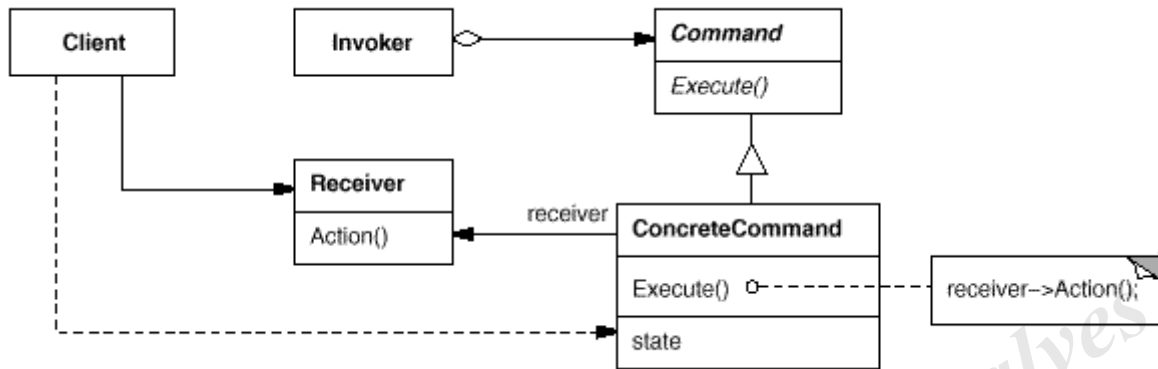 Client
Invoker
Command
Execute()
Receiver
Action()
receiver
ConcreteCommand
Execute()
receiver->Action();
state